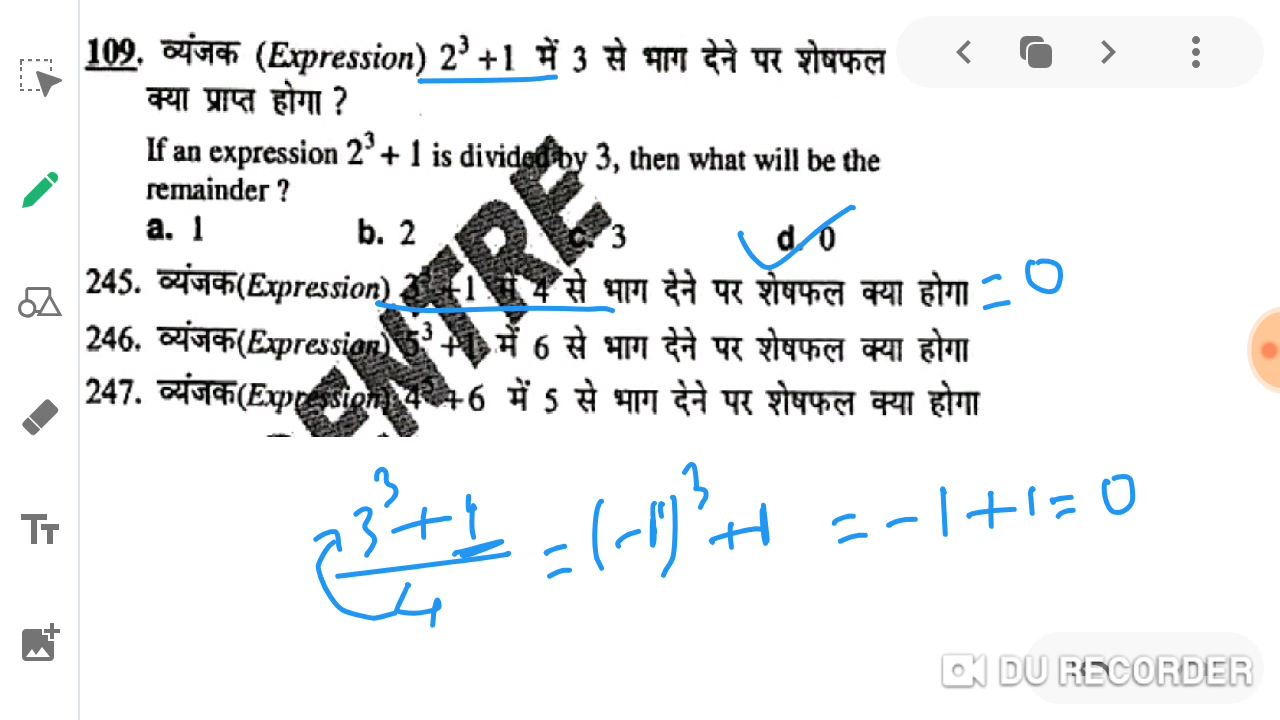 109. व्यंजक (Expression) 2³ +1 में 3 से भाग देने पर शेषफल
क्या प्राप्त होगा ?
If an expression 2³ + 1 is divided by 3, then what will be the
remainder ?
a. 1 b. 2 c. 3 d. 0
245. व्यंजक(Expression) 3³ +1 में 4 से भाग देने पर शेषफल क्या होगा = 0
246. व्यंजक(Expression) 5³ +1 में 6 से भाग देने पर शेषफल क्या होगा
247. व्यंजक(Expression) +6 में 5 से भाग देने पर शेषफल क्या होगा
ENTRE
3³+1 = (-1)³ +1 = -1+1= 0
4
Tт
DU RECORDER